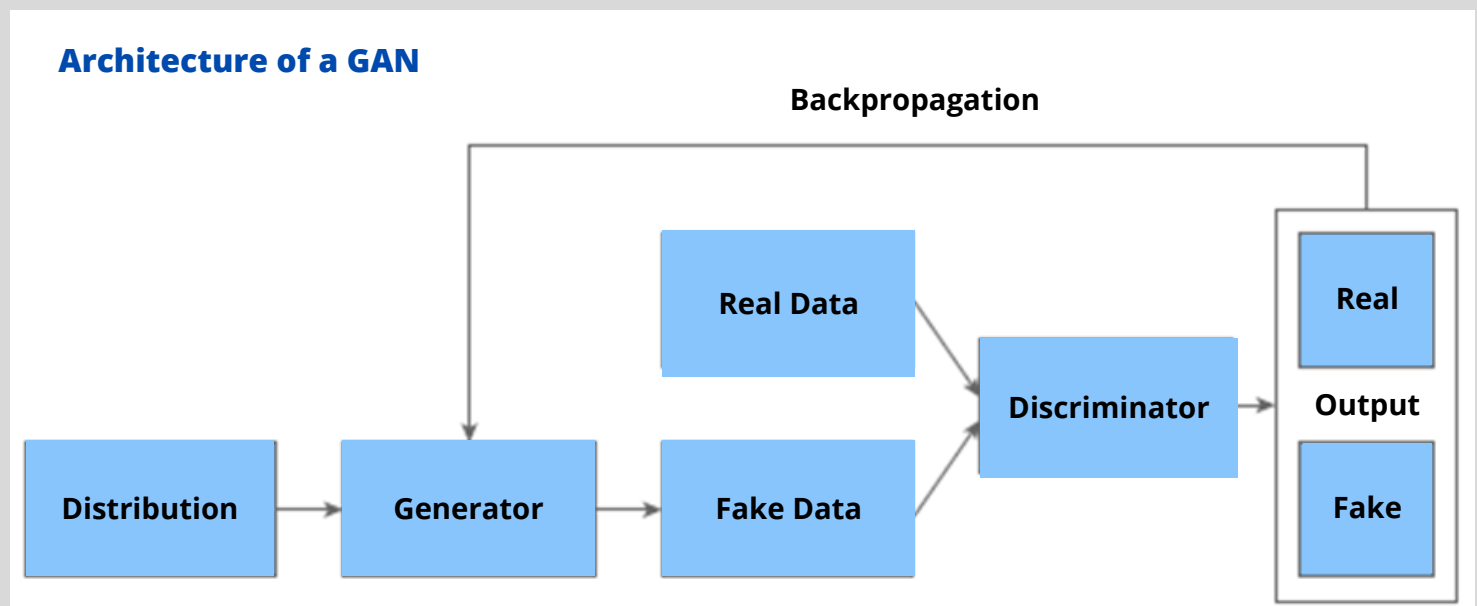 Architecture of a GAN
Backpropagation
Real Data
Real
Discriminator
Output
Distribution
Generator
Fake Data
Fake